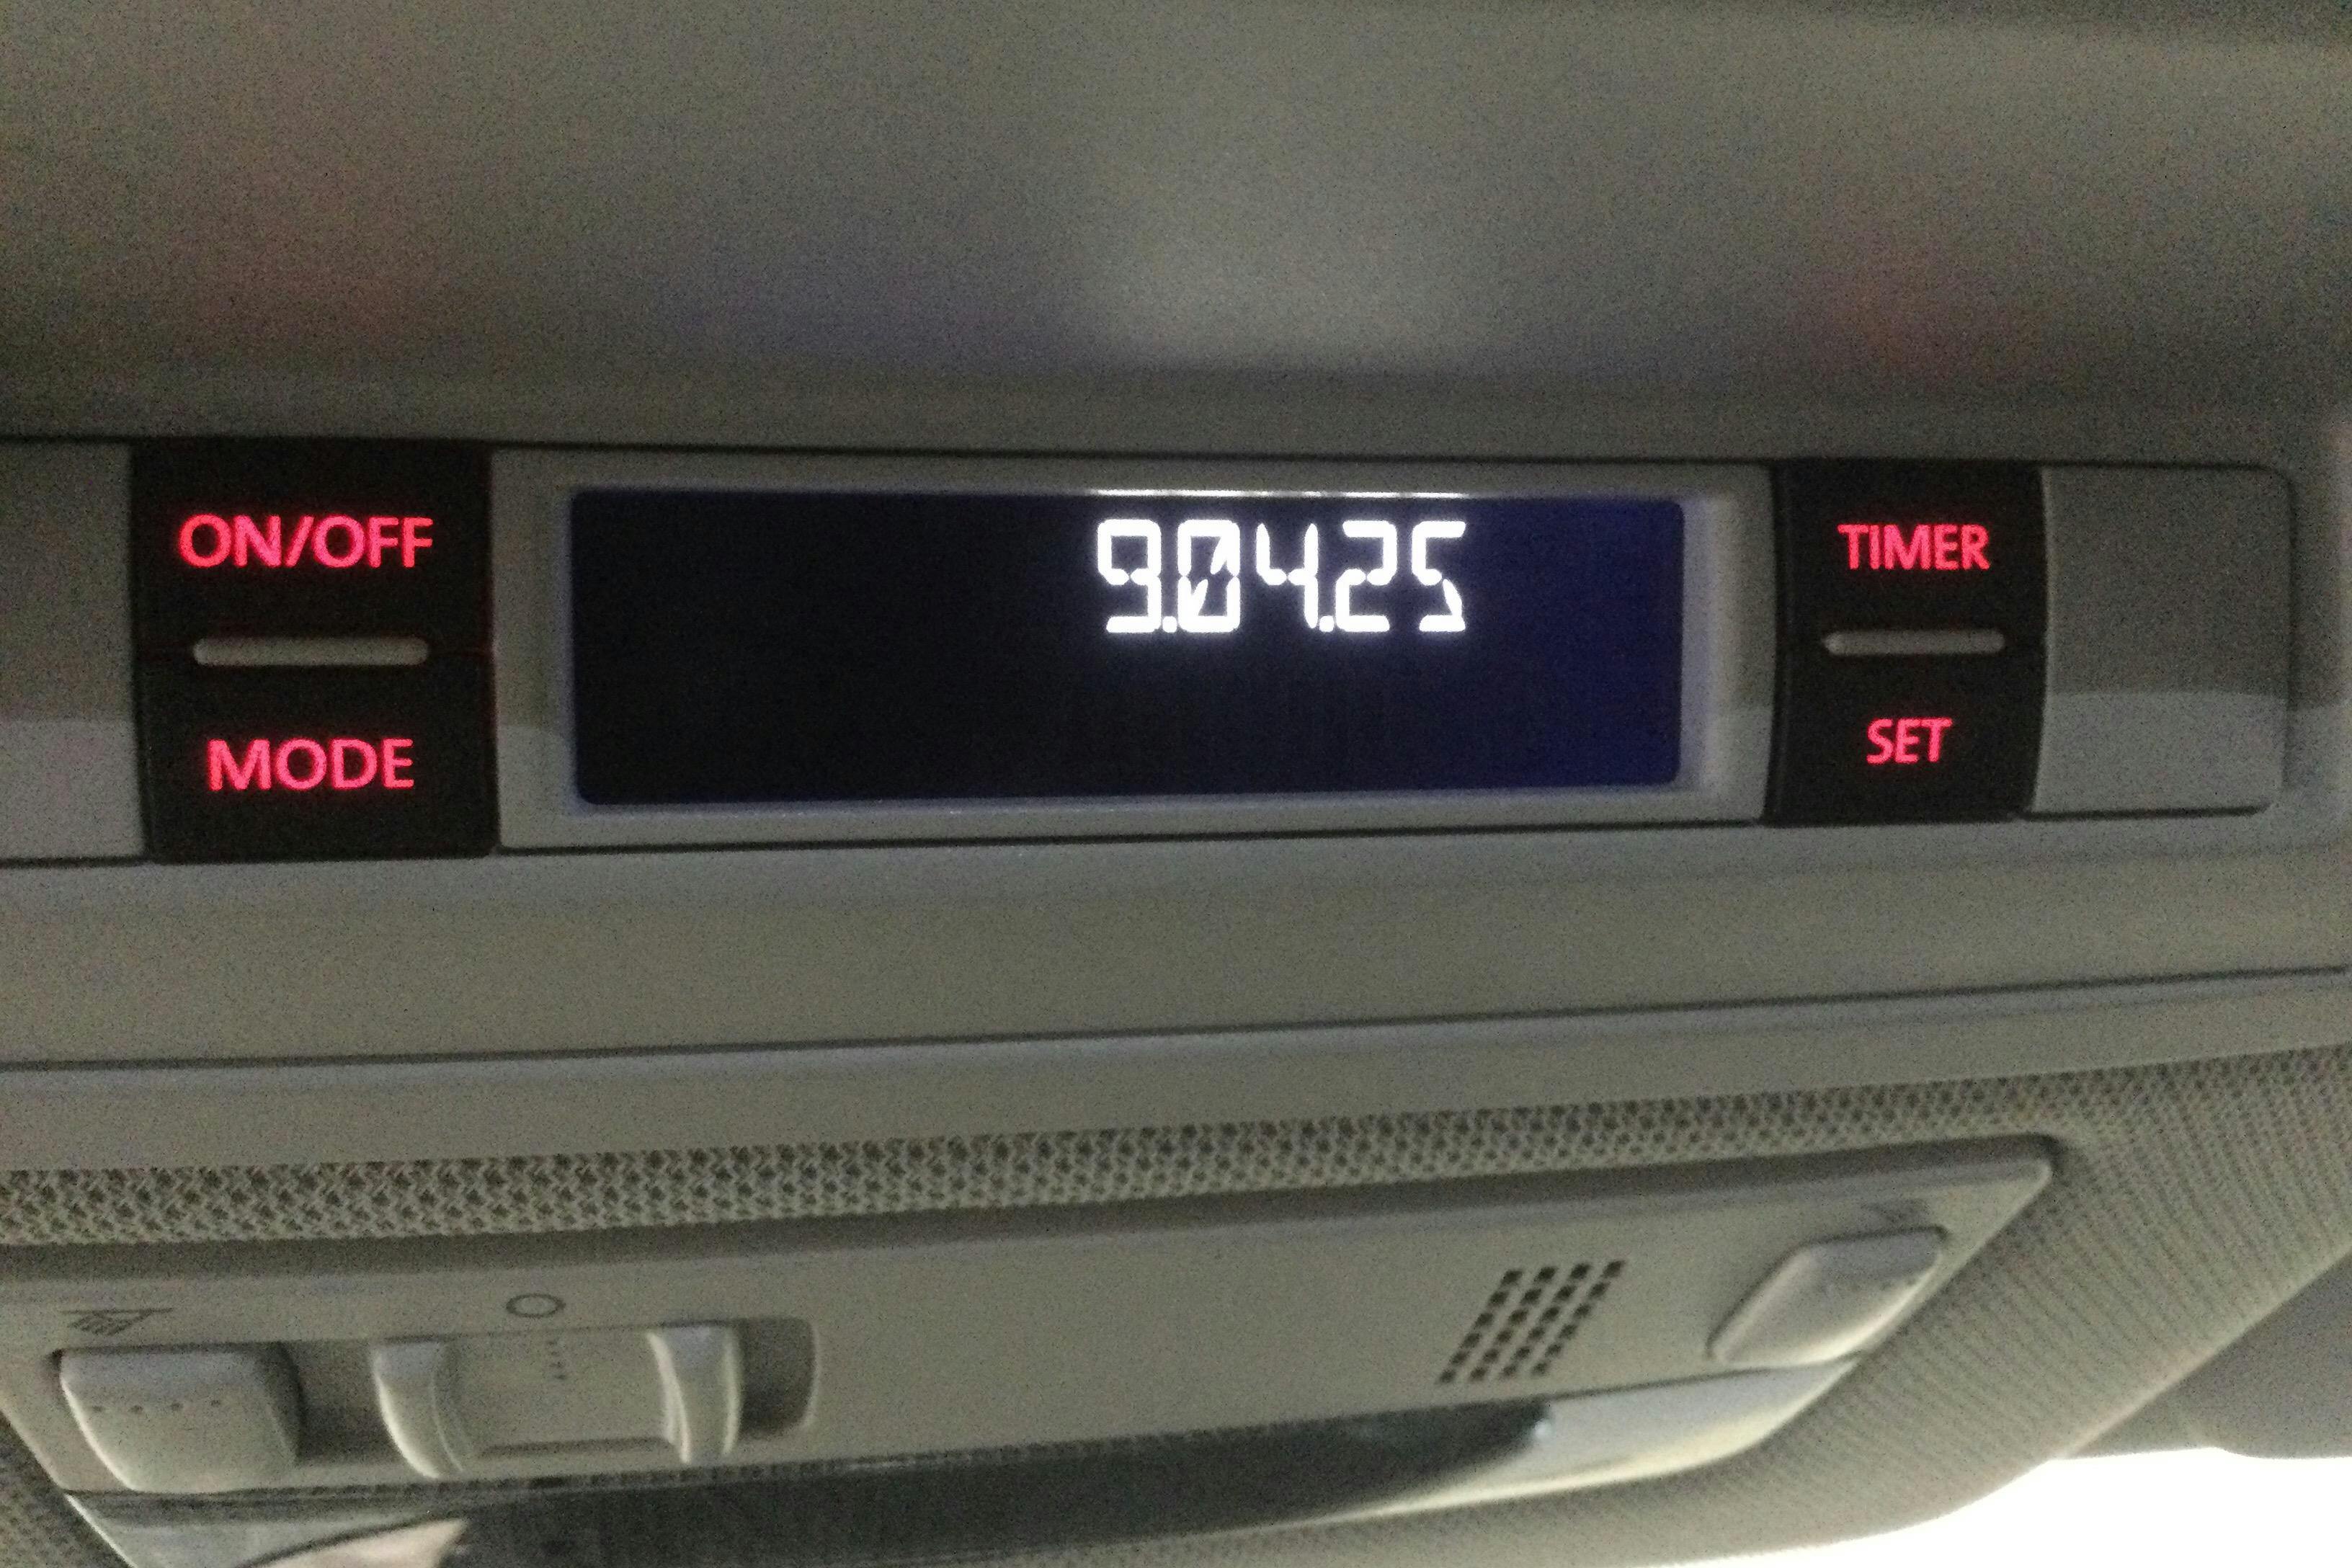 ON/OFF
9.04.25
TIMER
MODE
SET